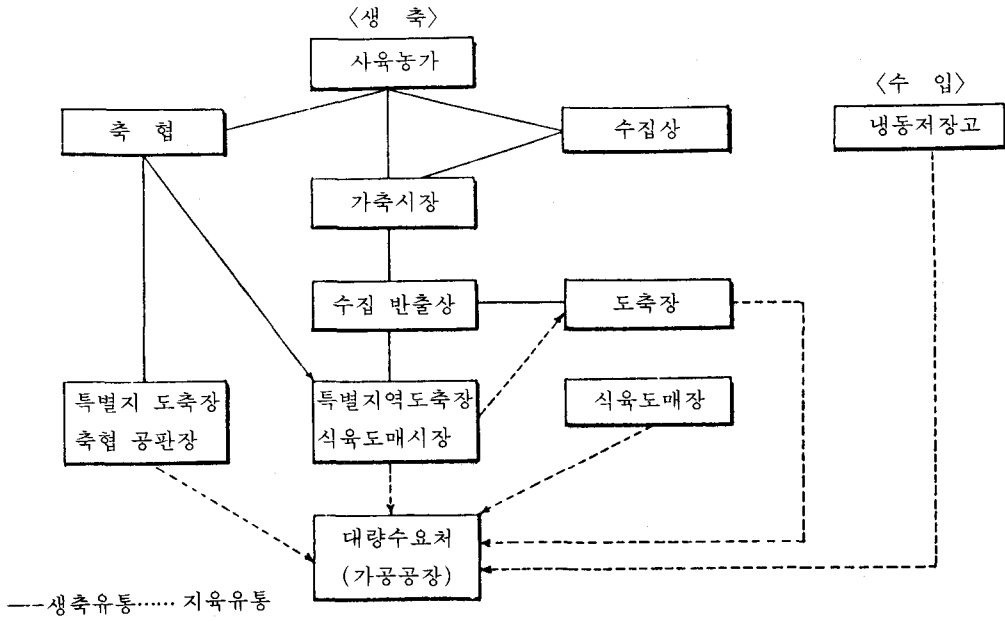 〈생 축〉
사육농가
〈수 입〉
축 협
수집상
냉동저장고
가축시장
수집 반출상
도축장
특별지 도축장
축협 공판장
특별지역도축장
식육도매시장
식육도매장
대량수요처
(가공공장)
───생축유통…… 지육유통